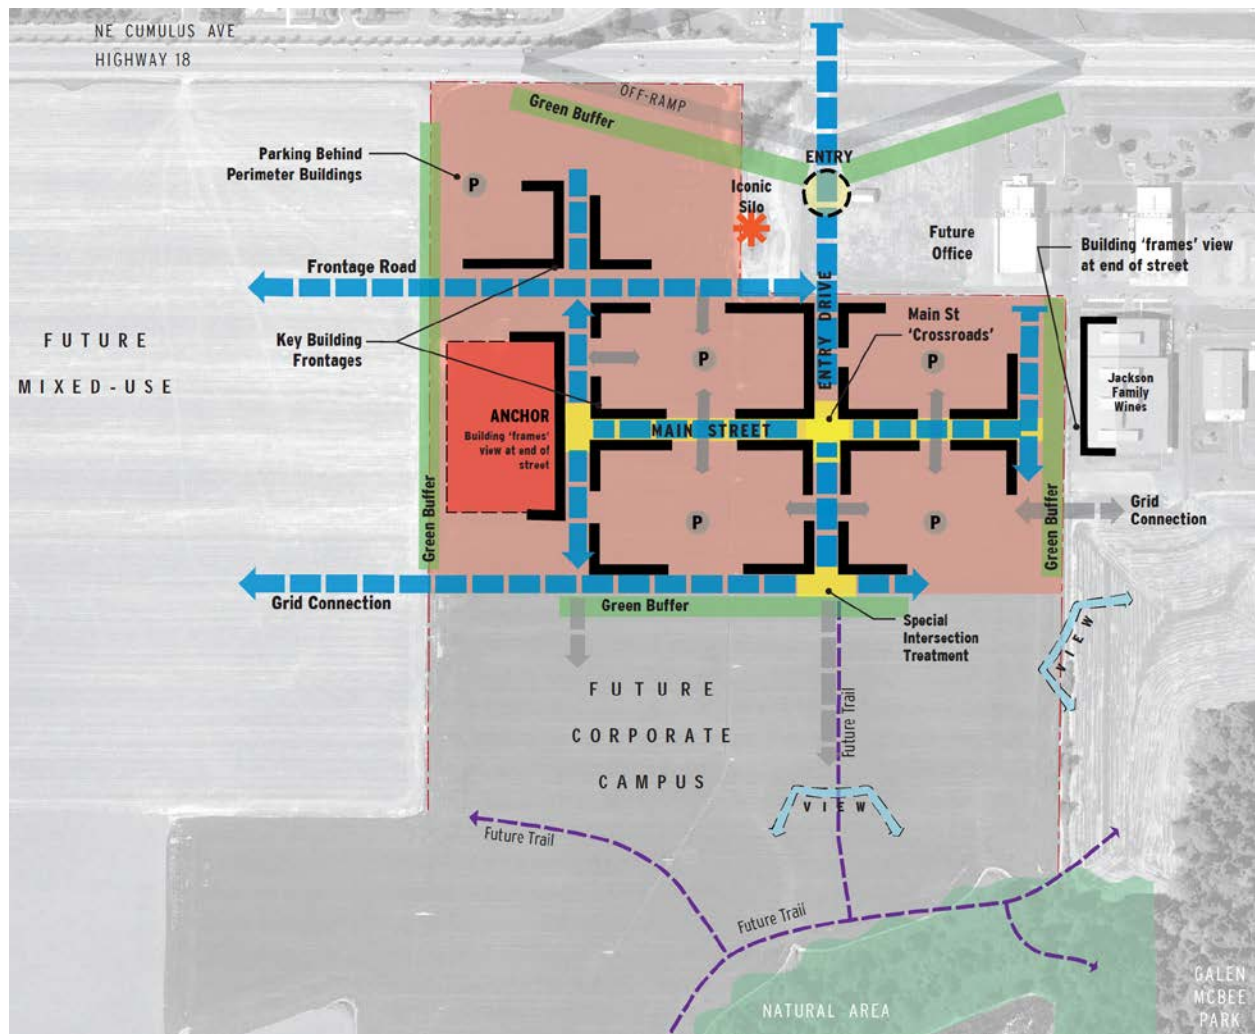 NE CUMULUS AVE
HIGHWAY 18
OFF-RAMP
Green Buffer
ENTRY
Parking Behind
Perimeter Buildings
P
Iconic
Silo
Future
Office
Building ‘frames’ view
at end of street
Frontage Road
ENTRY DRIVE
Main St
‘Crossroads’
FUTURE
MIXED-USE
Key Building
Frontages
P
P
Jackson
Family
Wines
ANCHOR
Building ‘frames’
view at end of
street
MAIN STREET
Green Buffer
P
P
Green Buffer
Grid
Connection
Grid Connection
Green Buffer
Special
Intersection
Treatment
VIEW
FUTURE
CORPORATE
CAMPUS
Future Trail
VIEW
Future Trail
Future Trail
NATURAL AREA
GALEN
MCBEE
PARK